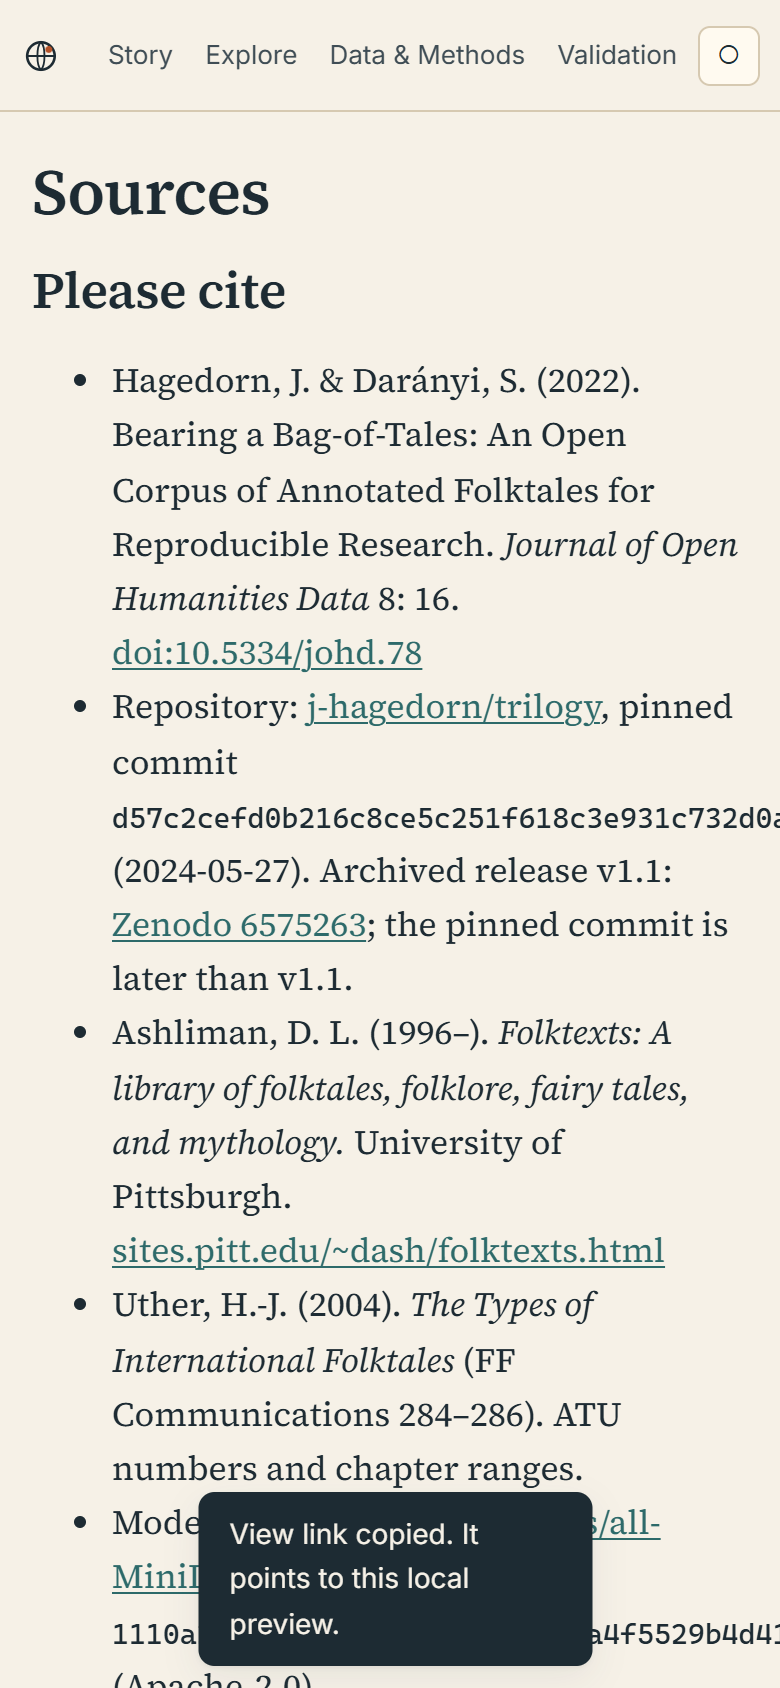 Story Explore Data & Methods Validation
Sources
Please cite
Hagedorn, J. & Darányi, S. (2022).
Bearing a Bag-of-Tales: An Open
Corpus of Annotated Folktales for
Reproducible Research. Journal of Open
Humanities Data 8: 16.
doi:10.5334/johd.78
Repository: j-hagedorn/trilogy, pinned
commit
d57c2cefd0b216c8ce5c251f618c3e931c732d0a
(2024-05-27). Archived release v1.1:
Zenodo 6575263; the pinned commit is
later than v1.1.
Ashliman, D. L. (1996–). Folktexts: A
library of folktales, folklore, fairy tales,
and mythology. University of
Pittsburgh.
sites.pitt.edu/~dash/folktexts.html
Uther, H.-J. (2004). The Types of
International Folktales (FF
Communications 284–286). ATU
numbers and chapter ranges.
View link copied. It
points to this local
preview.
(Apache-2.0)